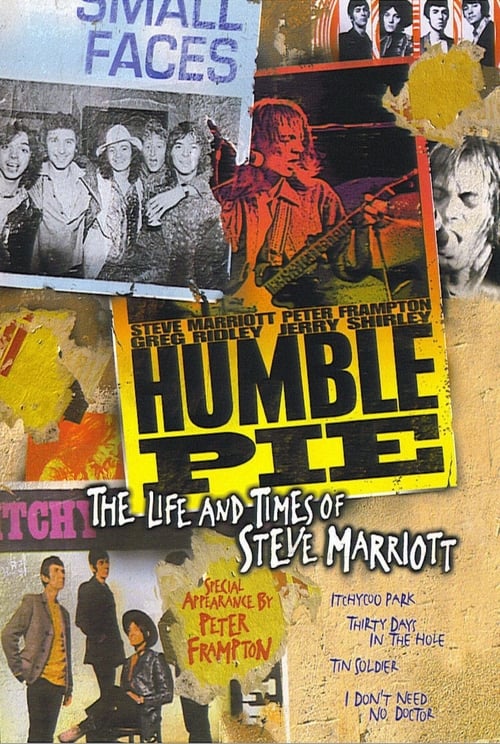 SMALL
FACES
STEVE MARRIOTT PETER FRAMPTON
GREG RIDLEY JERRY SHIRLEY
HUMBLE
PIE
ITCHY
THE LIFE AND TIMES OF
STEVE MARRIOTT
SPECIAL
APPEARANCE BY
PETER
FRAMPTON
ITCHYCOO PARK
THIRTY DAYS
IN THE HOLE
TIN SOLDIER
I DON'T NEED
NO DOCTOR